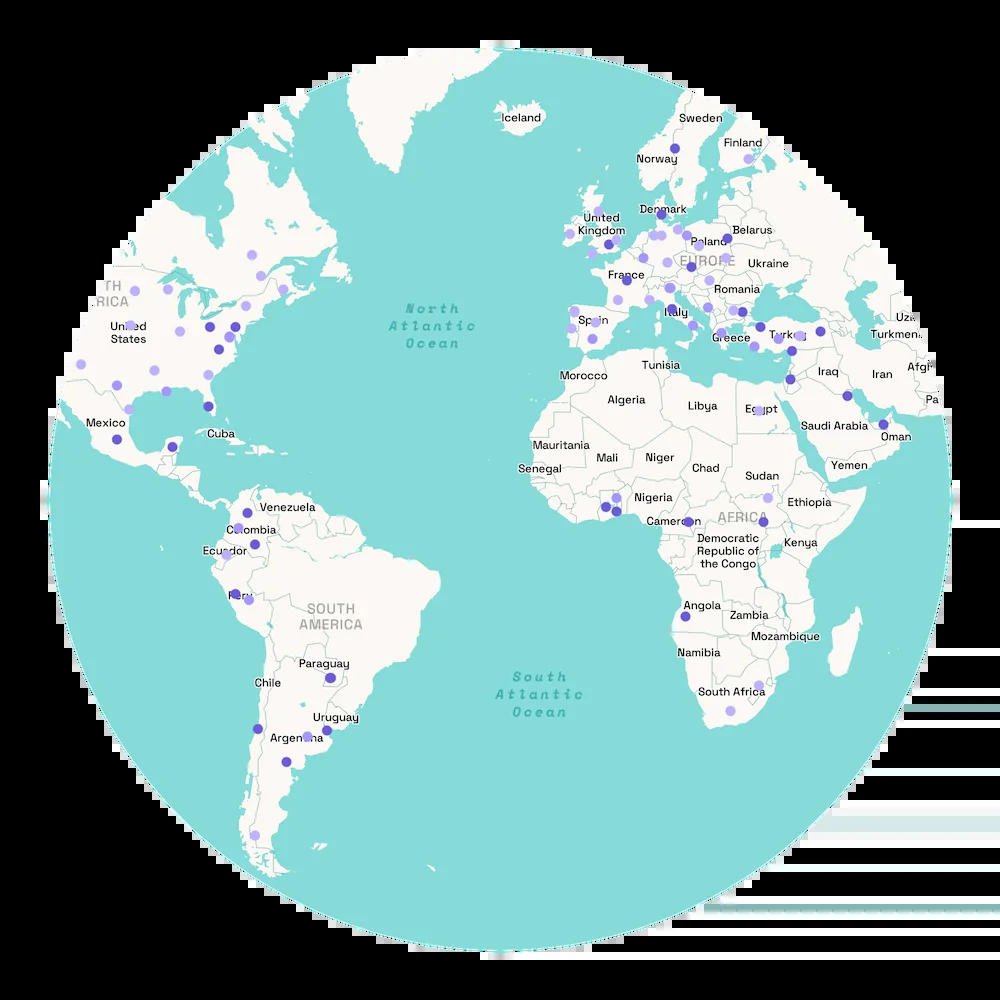 Iceland
Sweden
Finland
Norway
Denmark
United
Kingdom
Belarus
Poland
EUROPE
Ukraine
France
Romania
TH
RICA
North
Atlantic
Ocean
United
States
Spain
Italy
Greece
Turkey
Turkmen.
Tunisia
Morocco
Iraq
Iran
Algeria
Libya
Egypt
Pa
Mexico
Cuba
Saudi Arabia
Oman
Mauritania
Mali
Niger
Chad
Senegal
Sudan
Yemen
Venezuela
Nigeria
Ethiopia
Colombia
Cameroon
AFRICA
Ecuador
Democratic
Republic of
the Congo
Kenya
Peru
SOUTH
AMERICA
Angola
Zambia
Mozambique
Namibia
Paraguay
Chile
South
Atlantic
Ocean
South Africa
Uruguay
Argentina